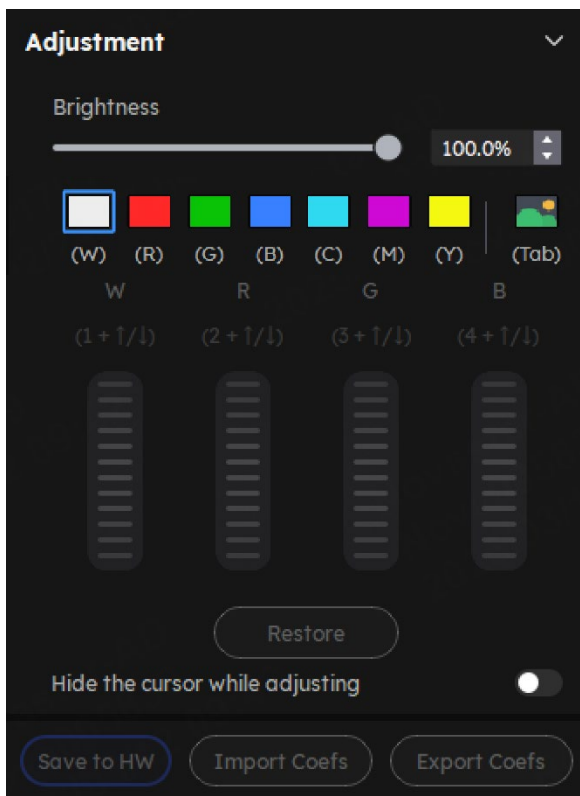 Adjustment
Brightness
100.0%
(W) (R) (G) (B) (C) (M) (Y) (Tab)
W R G B
(1 + ↑/↓) (2 + ↑/↓) (3 + ↑/↓) (4 + ↑/↓)
Restore
Hide the cursor while adjusting
Save to HW Import Coefs Export Coefs